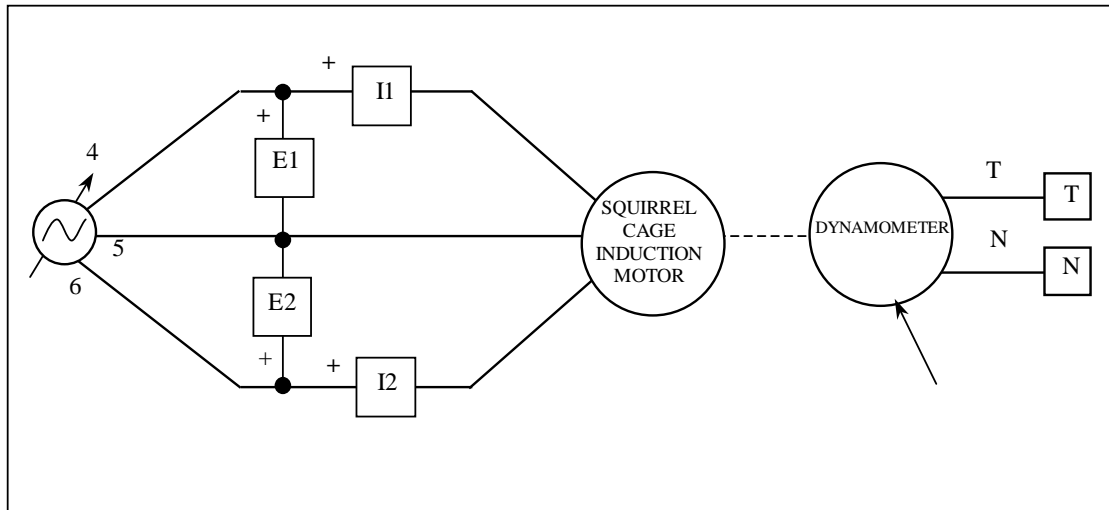 +
I1
+
E1
4
5
6
E2
+
+
I2
SQUIRREL
CAGE
INDUCTION
MOTOR
DYNAMOMETER
T
T
N
N